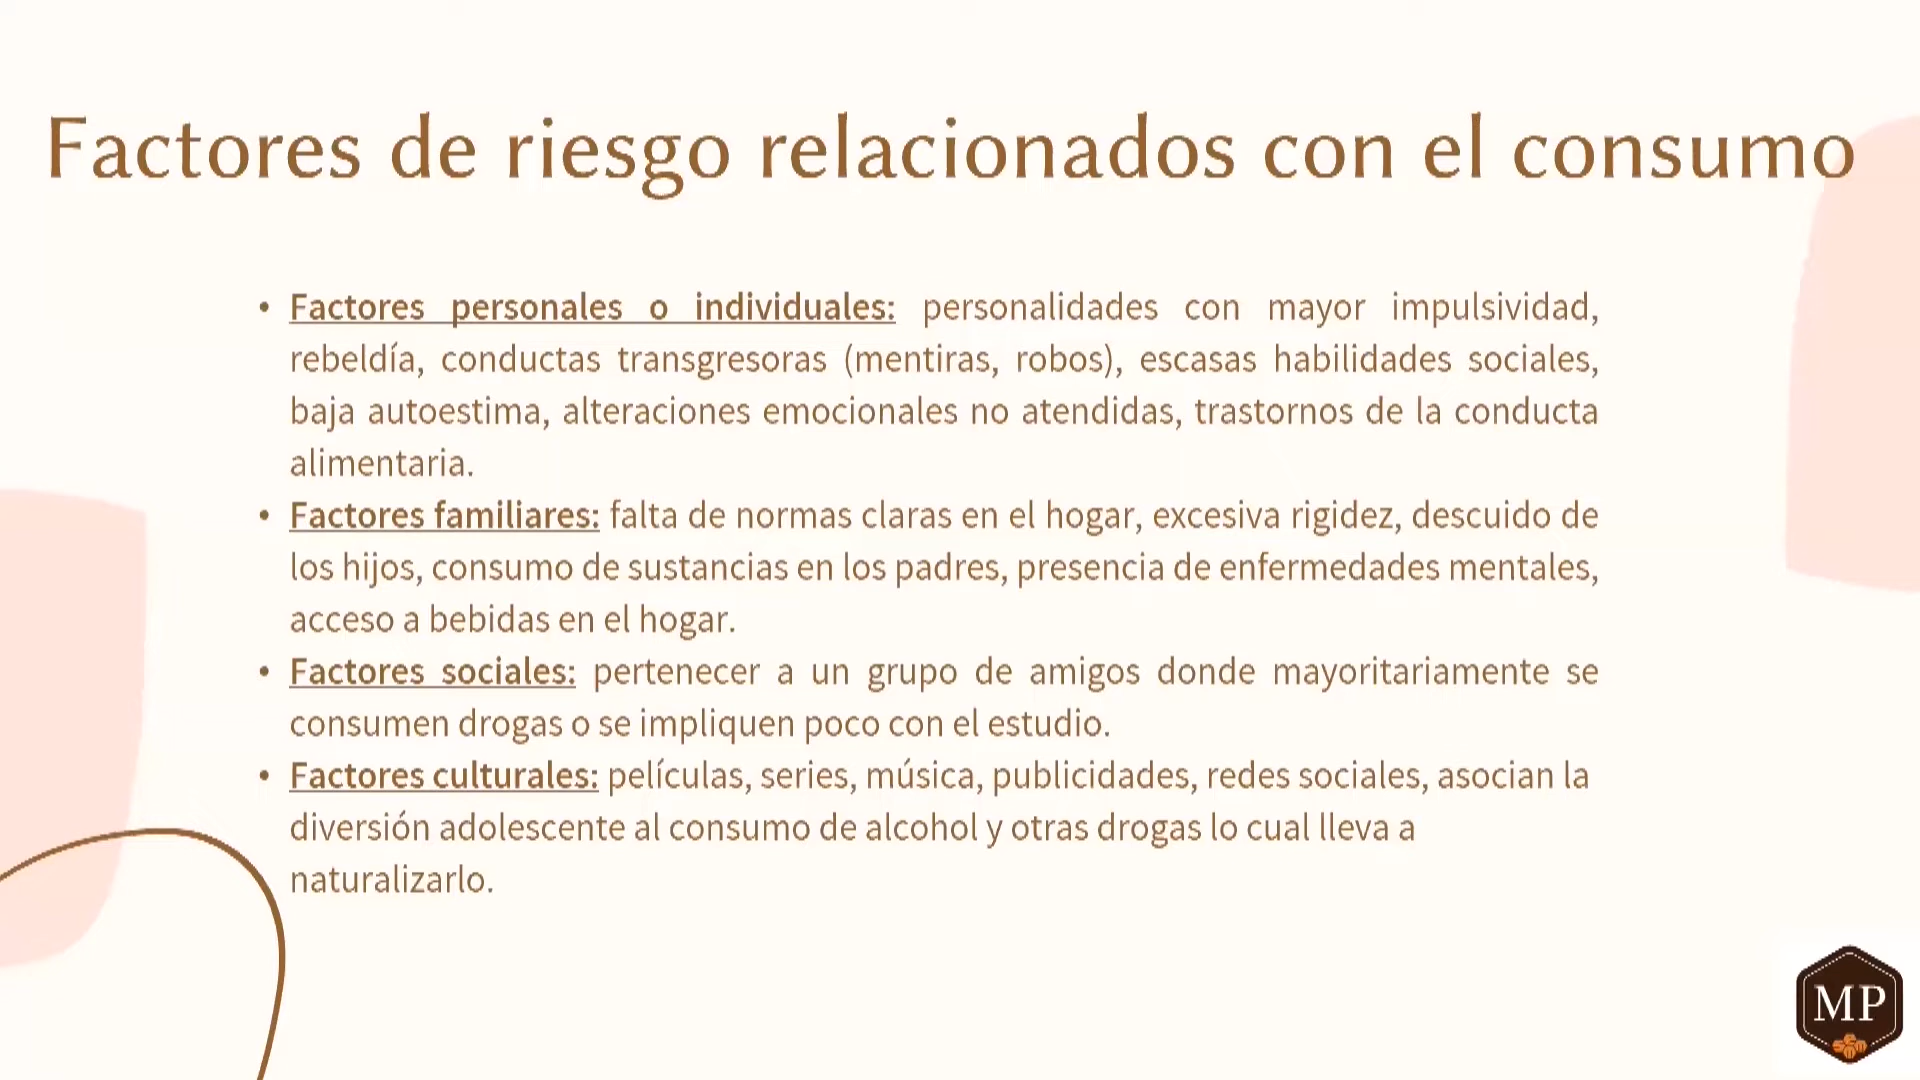 Factores de riesgo relacionados con el consumo
• Factores personales o individuales: personalidades con mayor impulsividad,
rebeldía, conductas transgresoras (mentiras, robos), escasas habilidades sociales,
baja autoestima, alteraciones emocionales no atendidas, trastornos de la conducta
alimentaria.
• Factores familiares: falta de normas claras en el hogar, excesiva rigidez, descuido de
los hijos, consumo de sustancias en los padres, presencia de enfermedades mentales,
acceso a bebidas en el hogar.
• Factores sociales: pertenecer a un grupo de amigos donde mayoritariamente se
consumen drogas o se impliquen poco con el estudio.
• Factores culturales: películas, series, música, publicidades, redes sociales, asocian la
diversión adolescente al consumo de alcohol y otras drogas lo cual lleva a
naturalizarlo.
MP